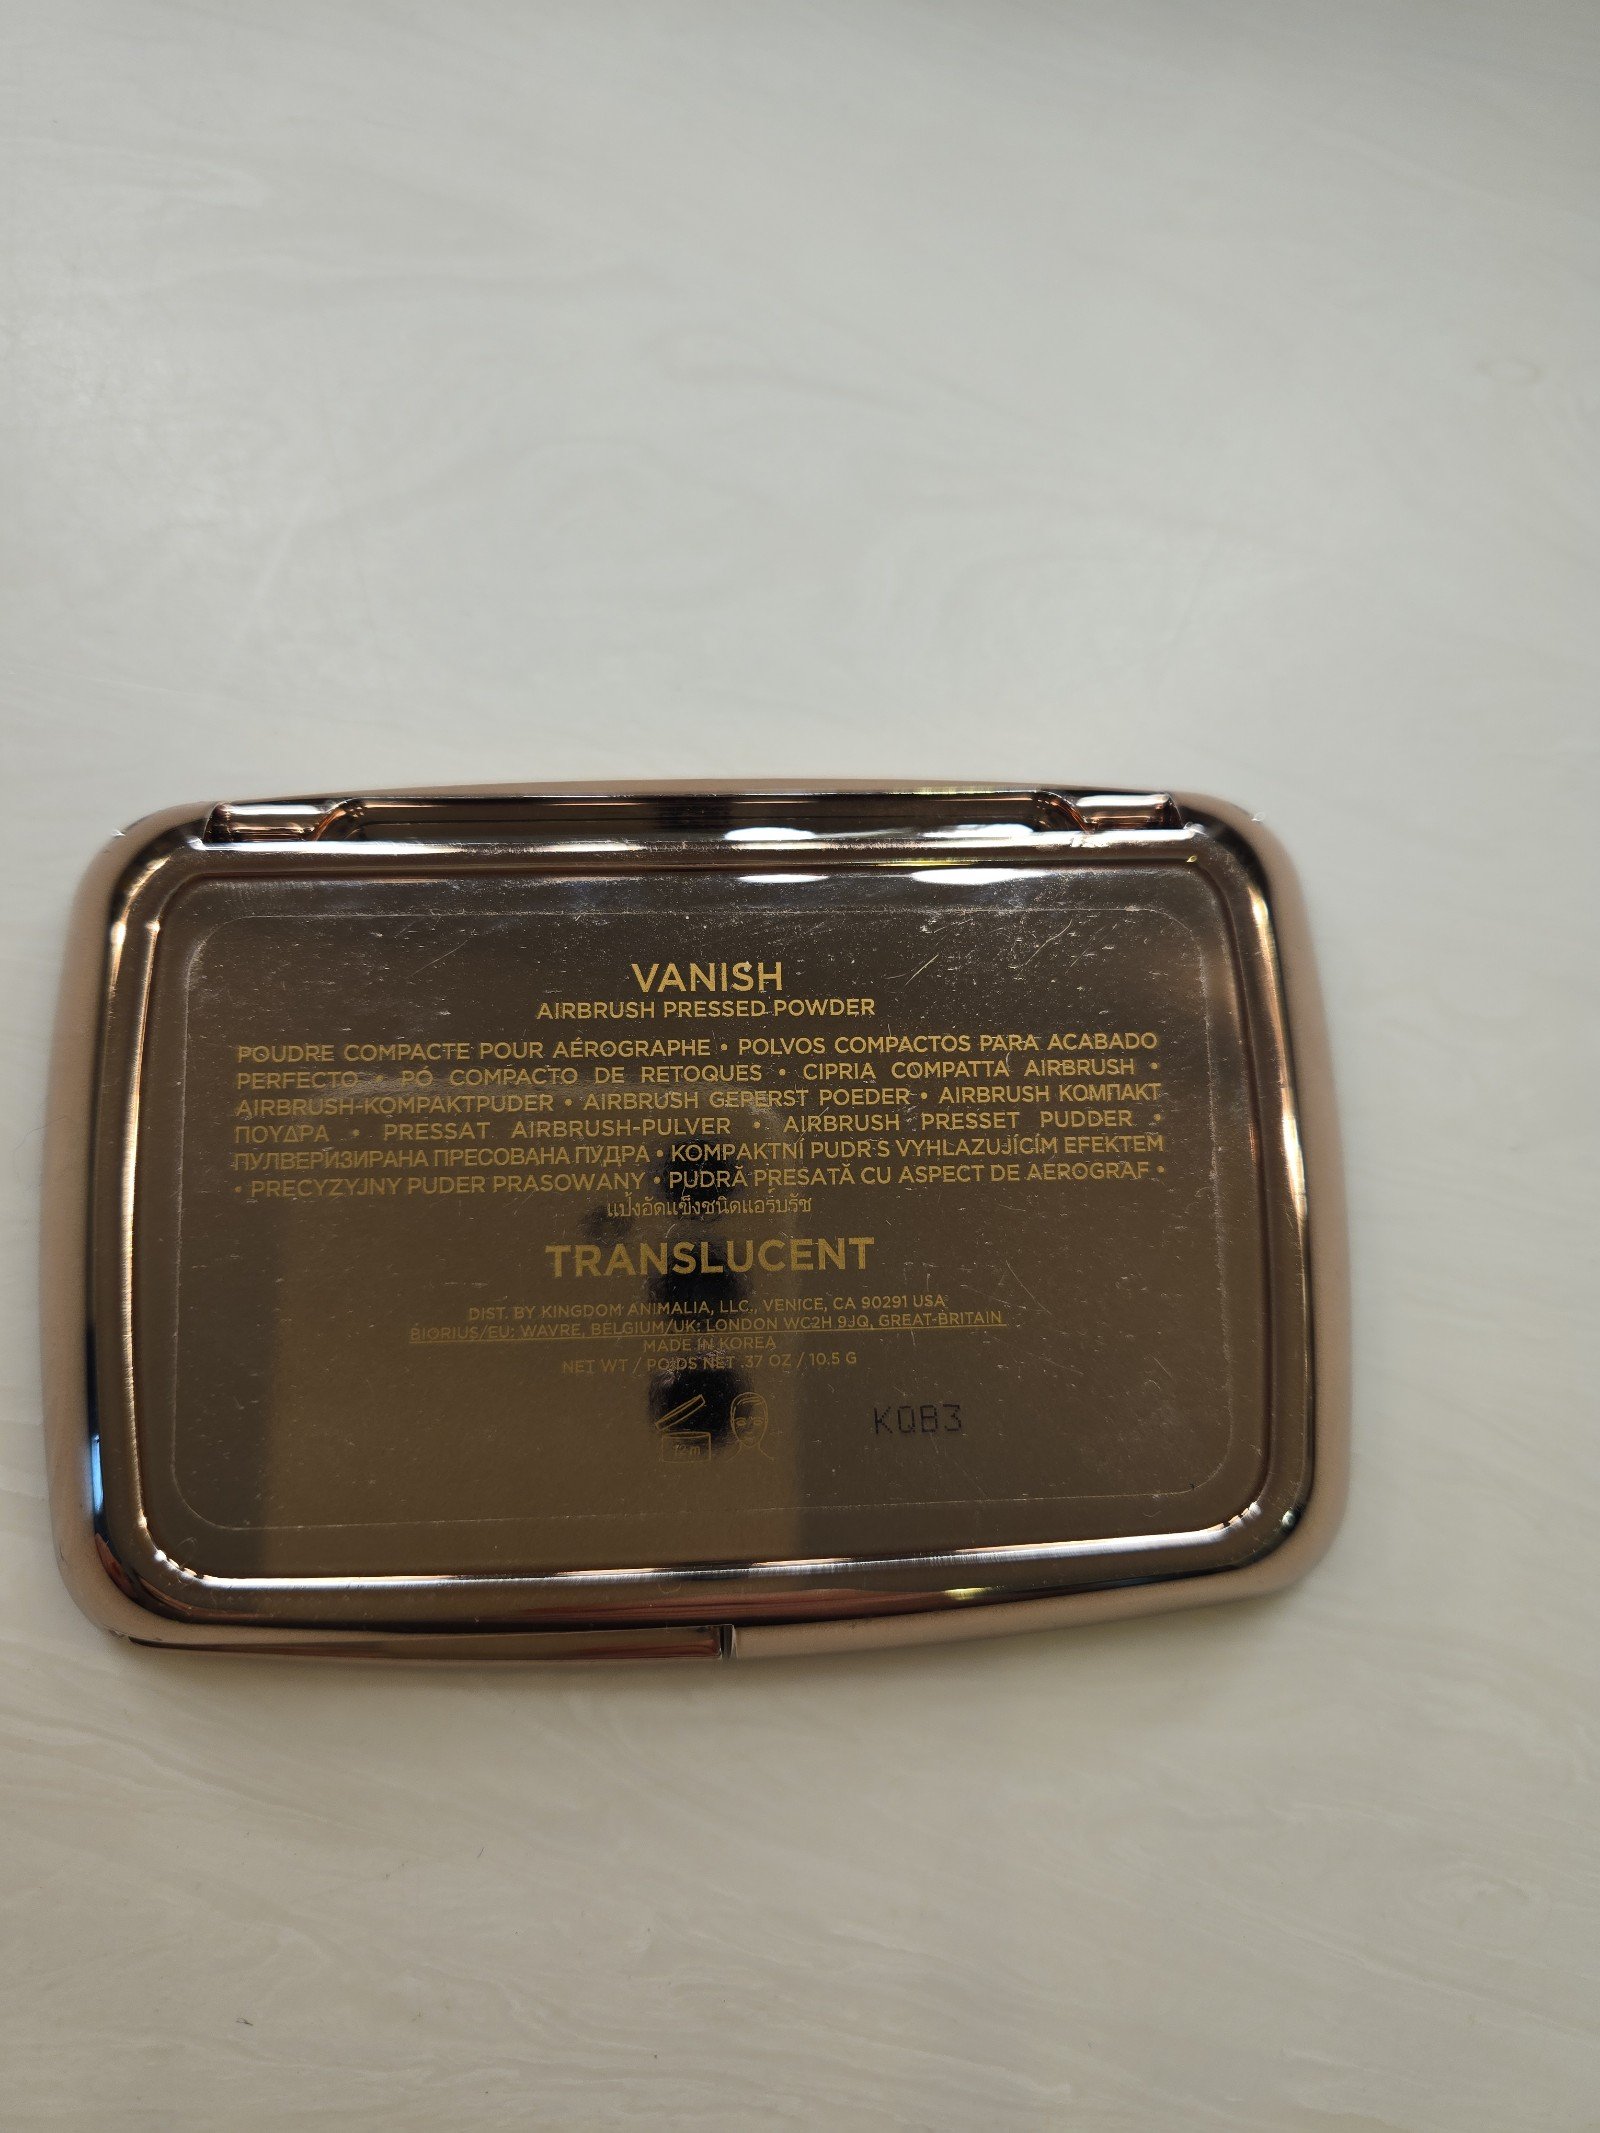 VANISH
AIRBRUSH PRESSED POWDER
POUDRE COMPACTE POUR AÉROGRAPHE • POLVOS COMPACTOS PARA ACABADO
PERFECTO • PÓ COMPACTO DE RETOQUES • CIPRIA COMPATTA AIRBRUSH •
AIRBRUSH-KOMPAKTPUDER • AIRBRUSH GEPERST POEDER • AIRBRUSH ΚΟΜΠΑΚΤ
ΠΟΥΔΡΑ • PRESSAT AIRBRUSH-PULVER • AIRBRUSH PRESSET PUDDER •
ПУЛВЕРИЗИРАНА ПРЕСОВАНА ПУДРА • KOMPAKTNÍ PUDR S VYHLAZUJÍCÍM EFEKTEM
• PRECYZYJNY PUDER PRASOWANY • PUDRĂ PRESATĂ CU ASPECT DE AEROGRAF •
แป้งอัดแข็งชนิดแอร์บรัช
TRANSLUCENT
DIST. BY KINGDOM ANIMALIA, LLC., VENICE, CA 90291 USA
BIORIUS/EU: WAVRE, BELGIUM/UK: LONDON WC2H 9JQ, GREAT-BRITAIN
MADE IN KOREA
NET WT / POIDS NET .37 OZ / 10.5 G
12 m
KQB3